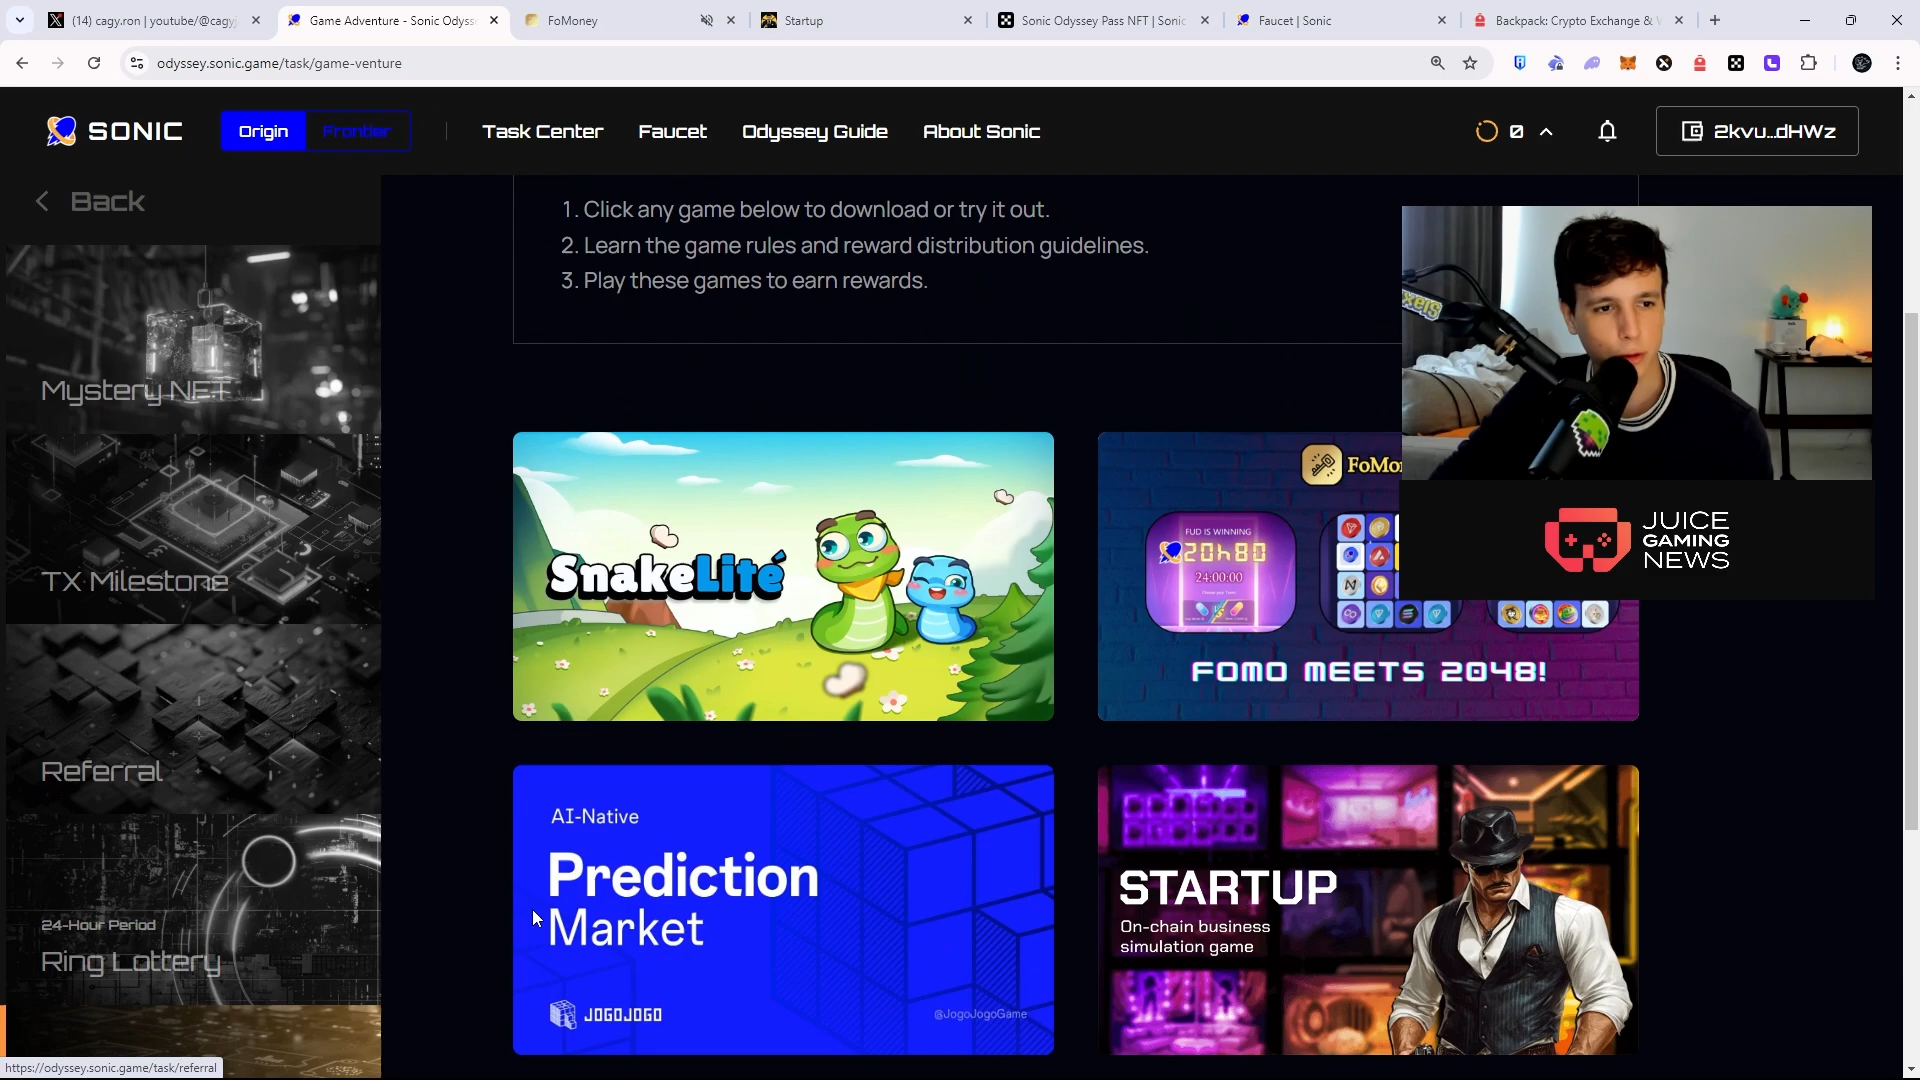 (14) cagy.ron | youtube/@cagyj
Game Adventure - Sonic Odysse
FoMoney
Startup
Sonic Odyssey Pass NFT | Sonic
Faucet | Sonic
Backpack: Crypto Exchange & W
odyssey.sonic.game/task/game-venture
SONIC
Origin
Frontier
Task Center
Faucet
Odyssey Guide
About Sonic
0
2kvu...dHWz
Back
1. Click any game below to download or try it out.
2. Learn the game rules and reward distribution guidelines.
3. Play these games to earn rewards.
Mystery NFT
TX Milestone
Referral
24-Hour Period
Ring Lottery
SnakeLite
FoMon
FUD IS WINNING
20h80
24:00:00
FOMO MEETS 2048!
JUICE
GAMING
NEWS
AI-Native
Prediction
Market
JOGOJOGO
@JogoJogoGame
STARTUP
On-chain business
simulation game
https://odyssey.sonic.game/task/referral